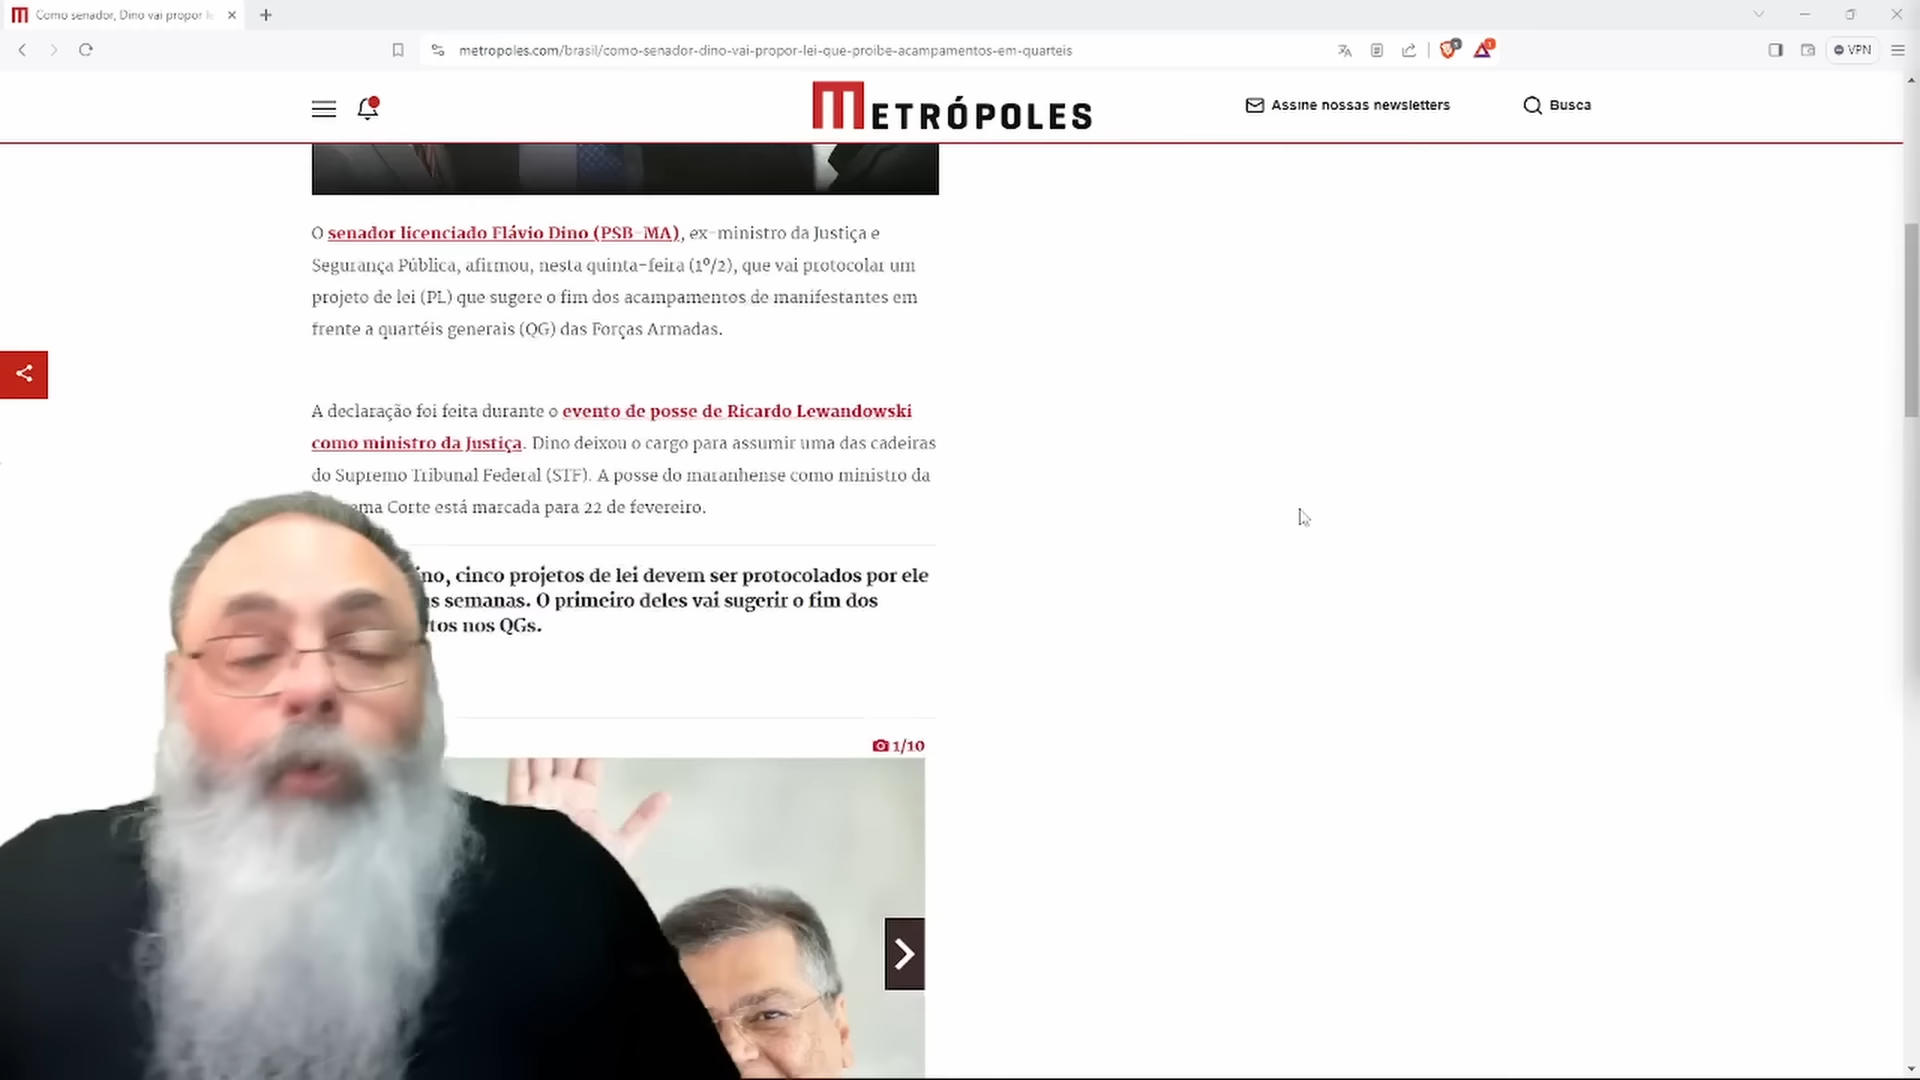 Como senador, Dino vai propor
metropoles.com/brasil/como-senador-dino-vai-propor-lei-que-proibe-acampamentos-em-quarteis
VPN
METRÓPOLES
Assine nossas newsletters
Busca
O senador licenciado Flávio Dino (PSB-MA), ex-ministro da Justiça e
Segurança Pública, afirmou, nesta quinta-feira (1º/2), que vai protocolar um
projeto de lei (PL) que sugere o fim dos acampamentos de manifestantes em
frente a quartéis generais (QG) das Forças Armadas.
A declaração foi feita durante o evento de posse de Ricardo Lewandowski
como ministro da Justiça. Dino deixou o cargo para assumir uma das cadeiras
do Supremo Tribunal Federal (STF). A posse do maranhense como ministro da
ema Corte está marcada para 22 de fevereiro.
ino, cinco projetos de lei devem ser protocolados por ele
s semanas. O primeiro deles vai sugerir o fim dos
tos nos QGs.
1/10